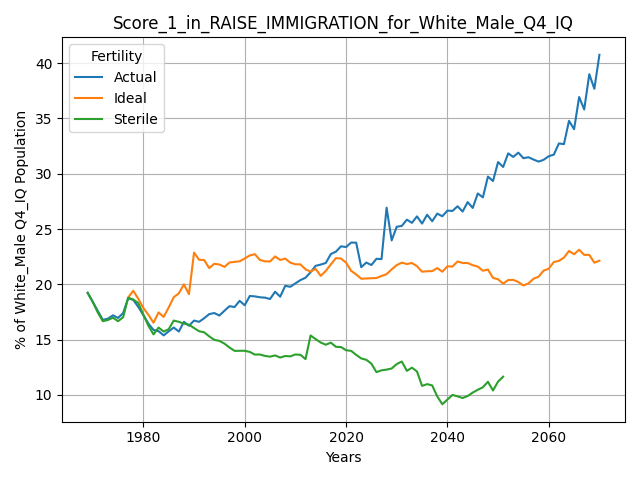 Score_1_in_RAISE_IMMIGRATION_for_White_Male_Q4_IQ
Fertility
Actual
Ideal
Sterile
% of White_Male Q4_IQ Population
40
35
30
25
20
15
10
1980
2000
2020
2040
2060
Years